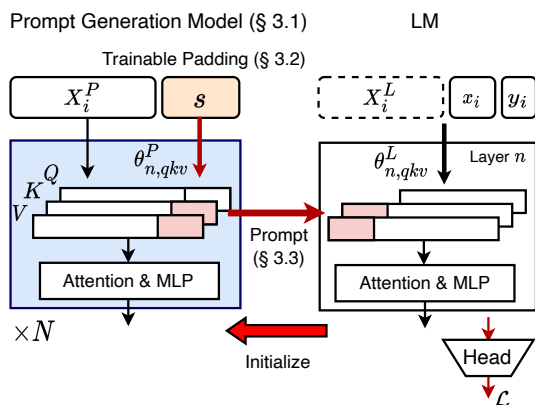 Prompt Generation Model (§ 3.1)
LM
Trainable Padding (§ 3.2)
X_i^P
s
X_i^L
x_i
y_i
θ_{n,qkv}^P
θ_{n,qkv}^L
Layer n
Q
K
V
Prompt
(§ 3.3)
Attention & MLP
Attention & MLP
×N
Initialize
Head
ℒ